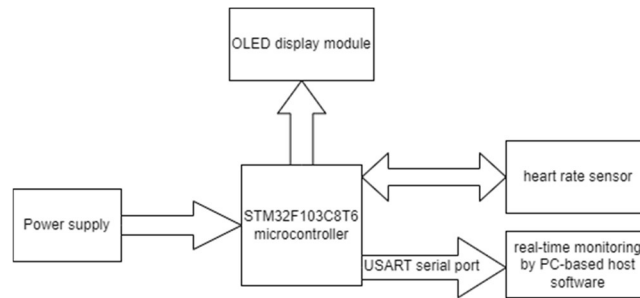 OLED display module
heart rate sensor
STM32F103C8T6
microcontroller
Power supply
USART serial port
real-time monitoring
by PC-based host
software